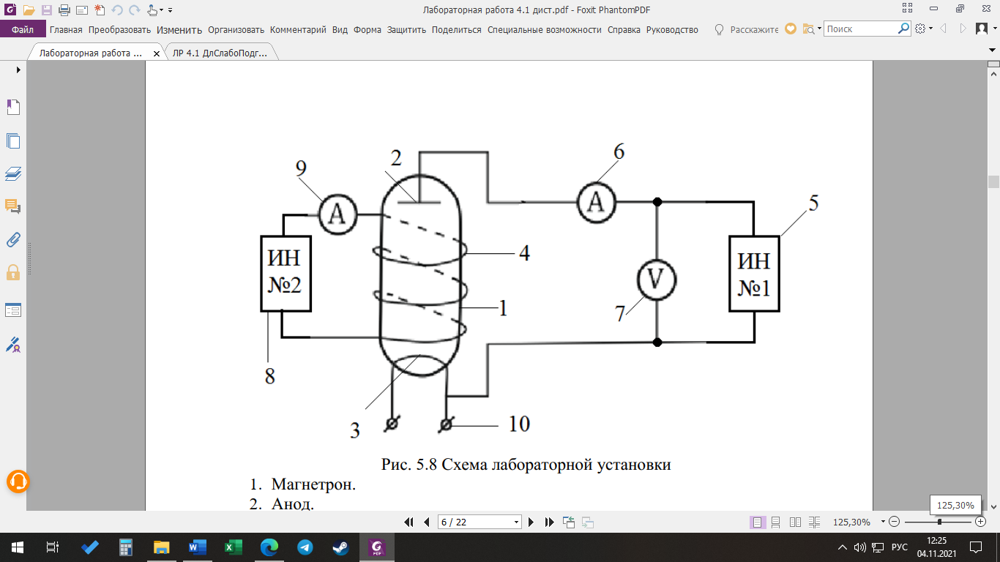 Лабораторная работа 4.1 дист.pdf - Foxit PhantomPDF
Файл Главная Преобразовать Изменить Организовать Комментарий Вид Форма Защитить Поделиться Специальные возможности Справка Руководство Расскажите Поиск
Лабораторная работа ... ЛР 4.1 ДлСлабоПодг...
2
6
9
5
А
А
ИН
№2
4
ИН
№1
V
1
7
8
3
10
Рис. 5.8 Схема лабораторной установки
1. Магнетрон.
2. Анод.
125,30%
6 / 22
125,30%
PDF
РУС
12:25
04.11.2021